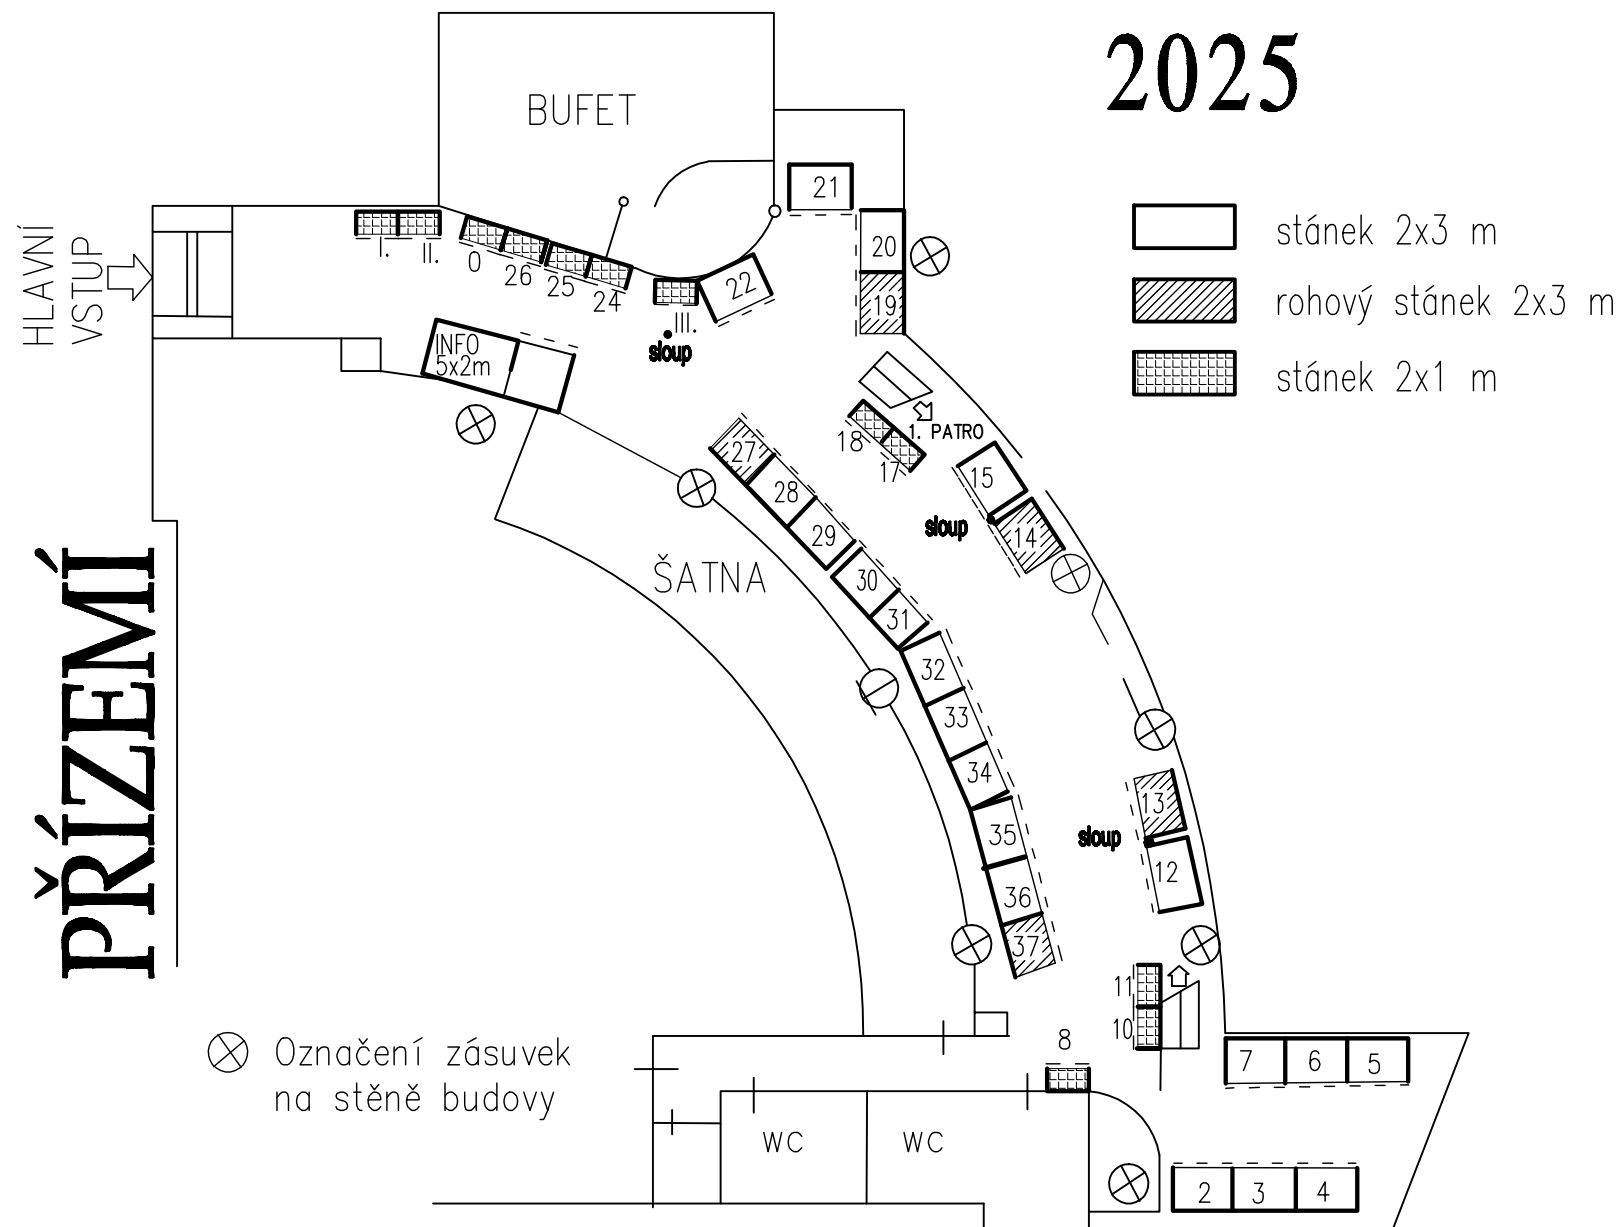 2025
BUFET
HLAVNÍ
VSTUP
stánek 2x3 m
rohový stánek 2x3 m
stánek 2x1 m
21
20
19
I.
II.
0
26
25
24
22
III.
sloup
INFO
5x2m
1. PATRO
18
17
15
14
sloup
27
28
29
30
31
32
33
34
35
36
37
ŠATNA
PŘÍZEMÍ
13
sloup
12
11
10
8
7
6
5
Označení zásuvek
na stěně budovy
WC
WC
2
3
4